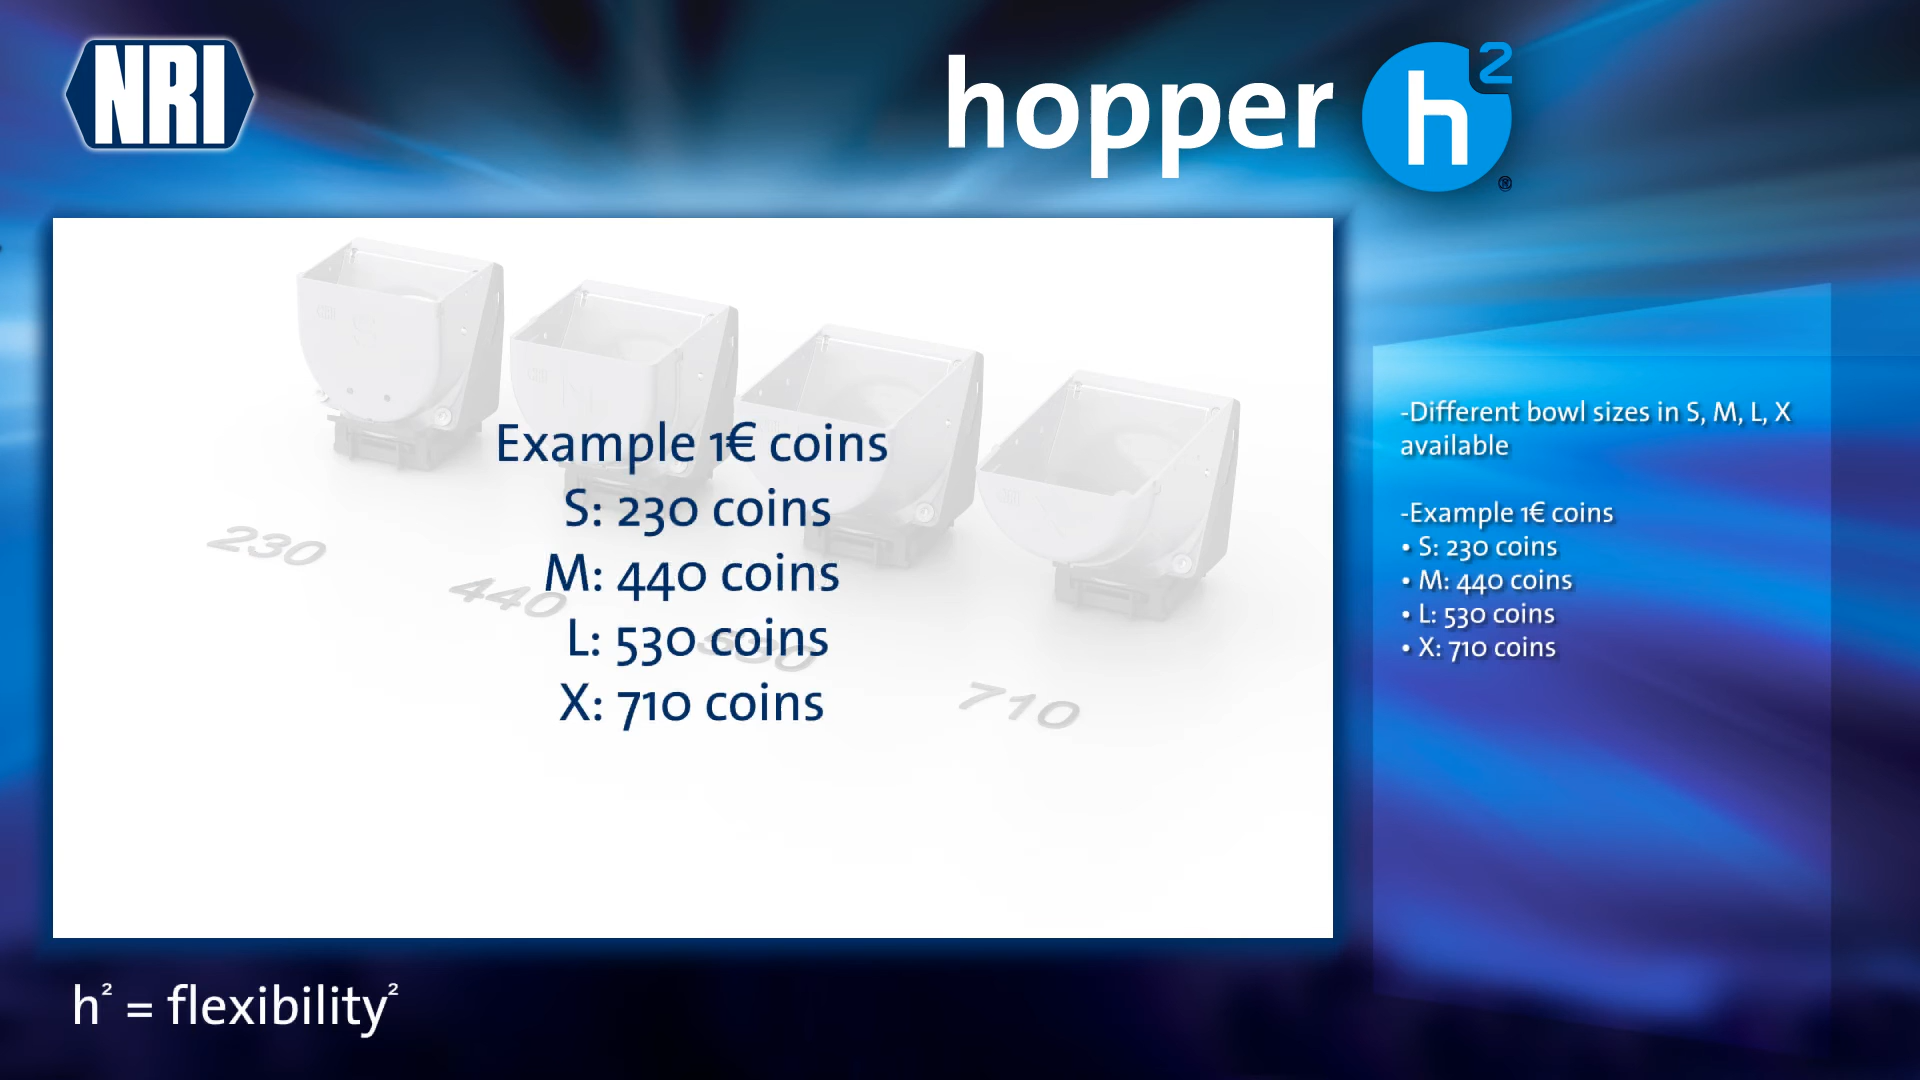 NRI
hopper h²
®
Example 1€ coins
S: 230 coins
M: 440 coins
L: 530 coins
X: 710 coins
230
440
530
710
-Different bowl sizes in S, M, L, X
available
-Example 1€ coins
• S: 230 coins
• M: 440 coins
• L: 530 coins
• X: 710 coins
h² = flexibility²